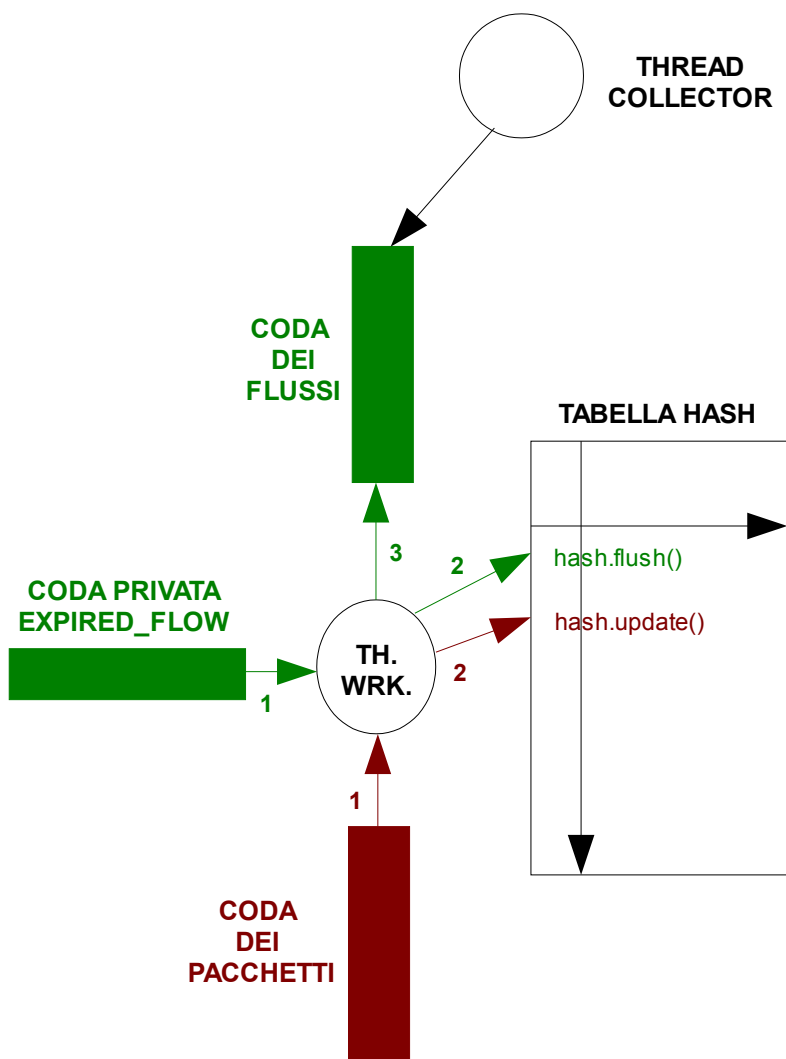 THREAD
COLLECTOR
CODA
DEI
FLUSSI
TABELLA HASH
3
2
hash.flush()
CODA PRIVATA
EXPIRED_FLOW
hash.update()
TH.
WRK.
2
1
1
CODA
DEI
PACCHETTI